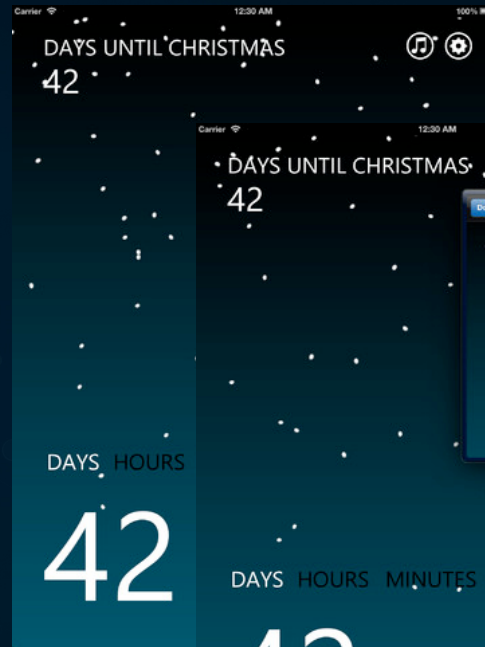 Carrier 12:30 AM 100%
DAYS UNTIL CHRISTMAS
42
Carrier 12:30 AM
DAYS UNTIL CHRISTMAS
42
DAYS HOURS
42
DAYS HOURS MINUTES
42